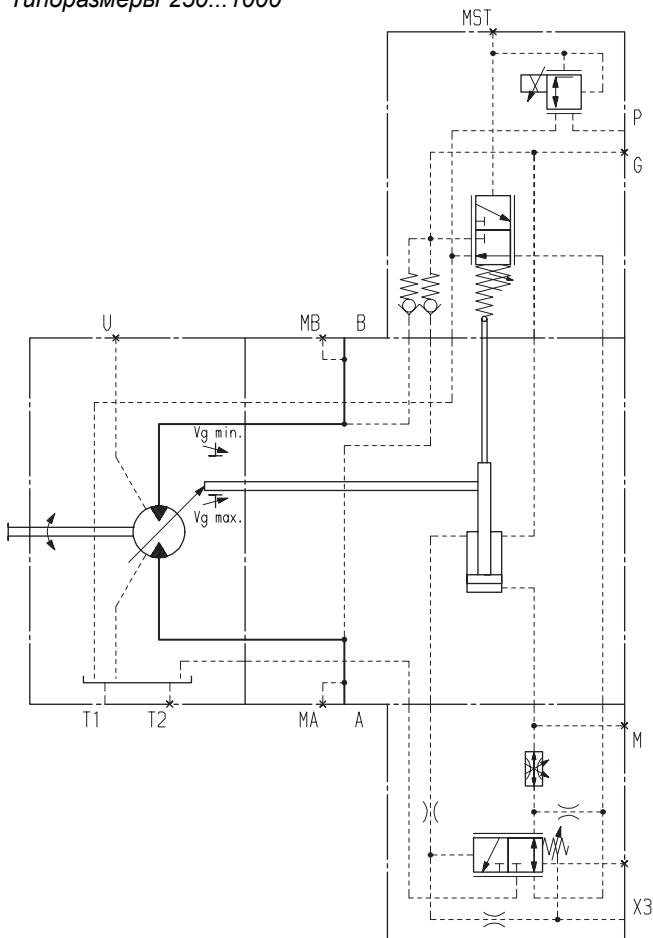 Типоразмеры 250...1000
MST
P
G
U
MB
B
Vg min.
Vg max.
T1
T2
MA
A
M
X3